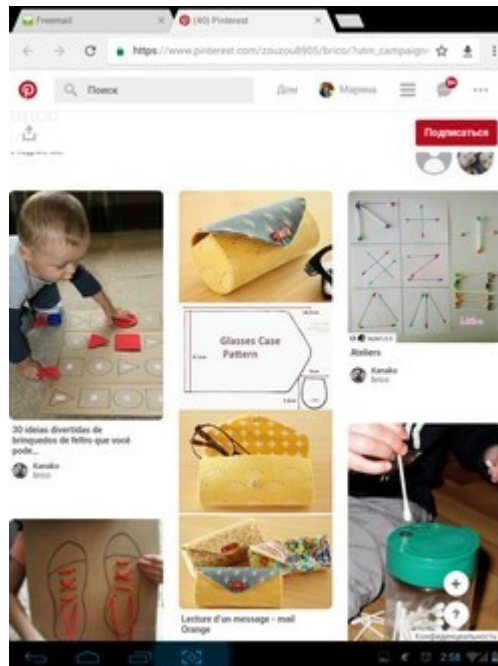 Freemail
(40) Pinterest
https://www.pinterest.com/zouzou8905/brico/?utm_campaign=
Поиск
Дом
Марина
Подписаться
Glasses Case
Pattern
Ateliers
Kanako
brico
30 ideias divertidas de
brinquedos de feltro que você
pode...
Kanako
brico
Lecture d'un message - mail
Orange
+
?
Конфиденциальность
2:58